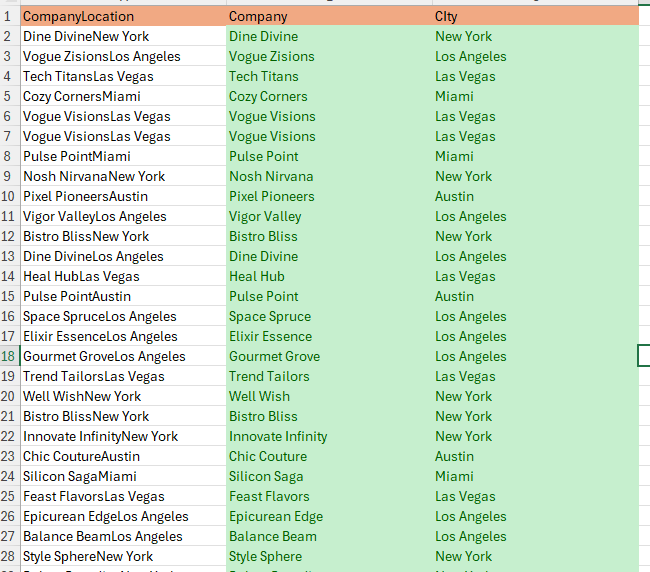 1 CompanyLocation Company CIty
2 Dine DivineNew York Dine Divine New York
3 Vogue ZisionsLos Angeles Vogue Zisions Los Angeles
4 Tech TitansLas Vegas Tech Titans Las Vegas
5 Cozy CornersMiami Cozy Corners Miami
6 Vogue VisionsLas Vegas Vogue Visions Las Vegas
7 Vogue VisionsLas Vegas Vogue Visions Las Vegas
8 Pulse PointMiami Pulse Point Miami
9 Nosh NirvanaNew York Nosh Nirvana New York
10 Pixel PioneersAustin Pixel Pioneers Austin
11 Vigor ValleyLos Angeles Vigor Valley Los Angeles
12 Bistro BlissNew York Bistro Bliss New York
13 Dine DivineLos Angeles Dine Divine Los Angeles
14 Heal HubLas Vegas Heal Hub Las Vegas
15 Pulse PointAustin Pulse Point Austin
16 Space SpruceLos Angeles Space Spruce Los Angeles
17 Elixir EssenceLos Angeles Elixir Essence Los Angeles
18 Gourmet GroveLos Angeles Gourmet Grove Los Angeles
19 Trend TailorsLas Vegas Trend Tailors Las Vegas
20 Well WishNew York Well Wish New York
21 Bistro BlissNew York Bistro Bliss New York
22 Innovate InfinityNew York Innovate Infinity New York
23 Chic CoutureAustin Chic Couture Austin
24 Silicon SagaMiami Silicon Saga Miami
25 Feast FlavorsLas Vegas Feast Flavors Las Vegas
26 Epicurean EdgeLos Angeles Epicurean Edge Los Angeles
27 Balance BeamLos Angeles Balance Beam Los Angeles
28 Style SphereNew York Style Sphere New York